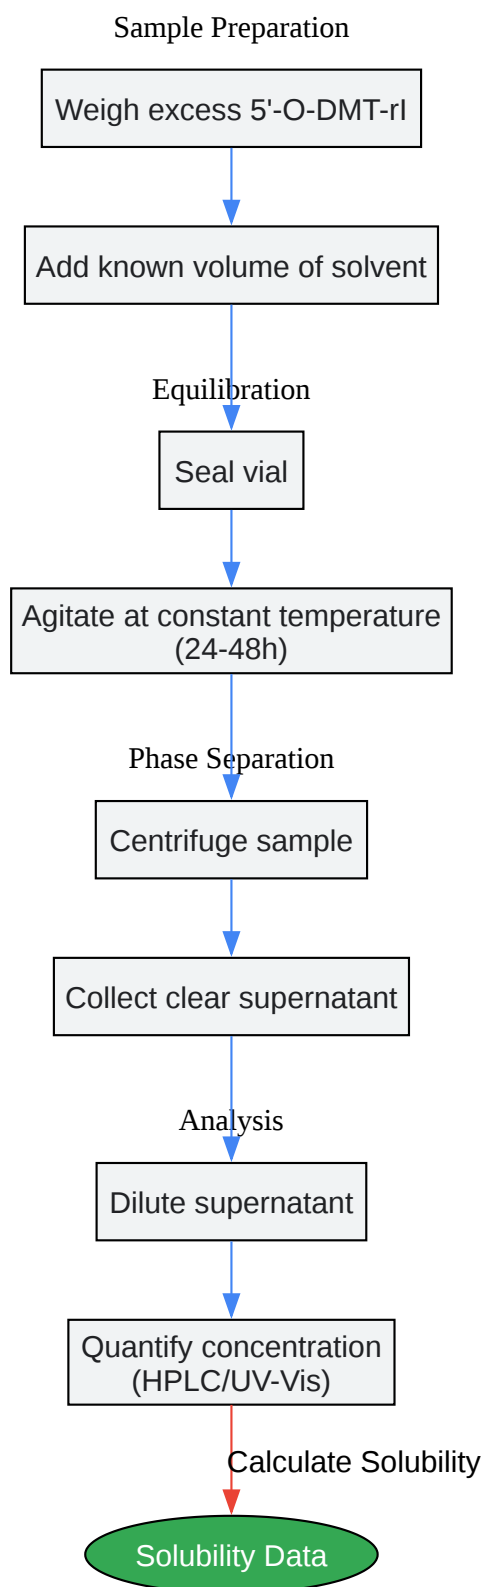 Sample Preparation
Weigh excess 5'-O-DMT-rI
Add known volume of solvent
Equilibration
Seal vial
Agitate at constant temperature
(24-48h)
Phase Separation
Centrifuge sample
Collect clear supernatant
Analysis
Dilute supernatant
Quantify concentration
(HPLC/UV-Vis)
Calculate Solubility
Solubility Data